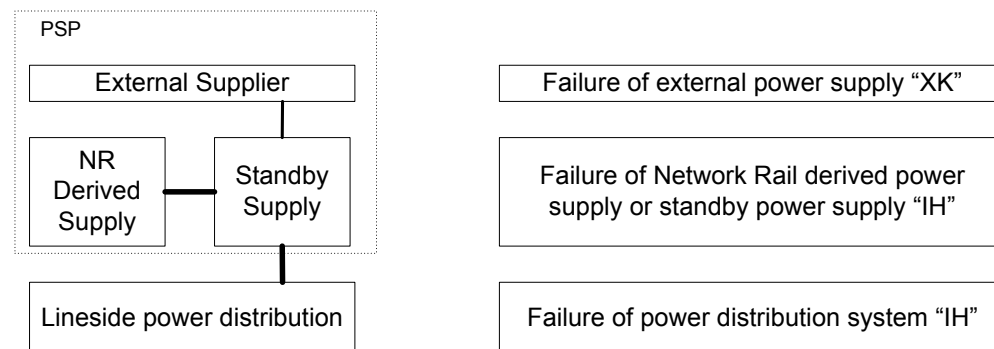 PSP
External Supplier
Failure of external power supply “XK”
NR
Derived
Supply
Standby
Supply
Failure of Network Rail derived power
supply or standby power supply “IH”
Lineside power distribution
Failure of power distribution system “IH”